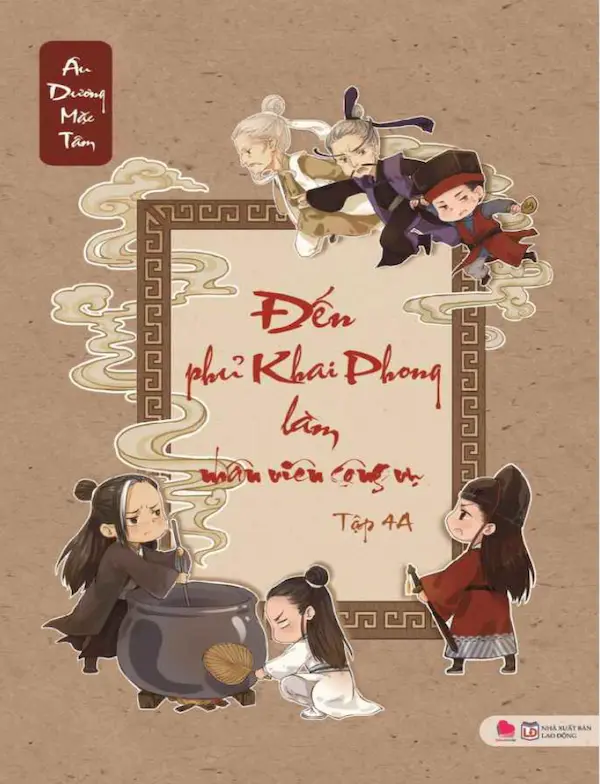 Âu
Dương
Mặc
Tâm
Đến
phủ Khai Phong
làm
nhân viên công vụ
Tập 4A
LĐ
NHÀ XUẤT BẢN
LAO ĐỘNG